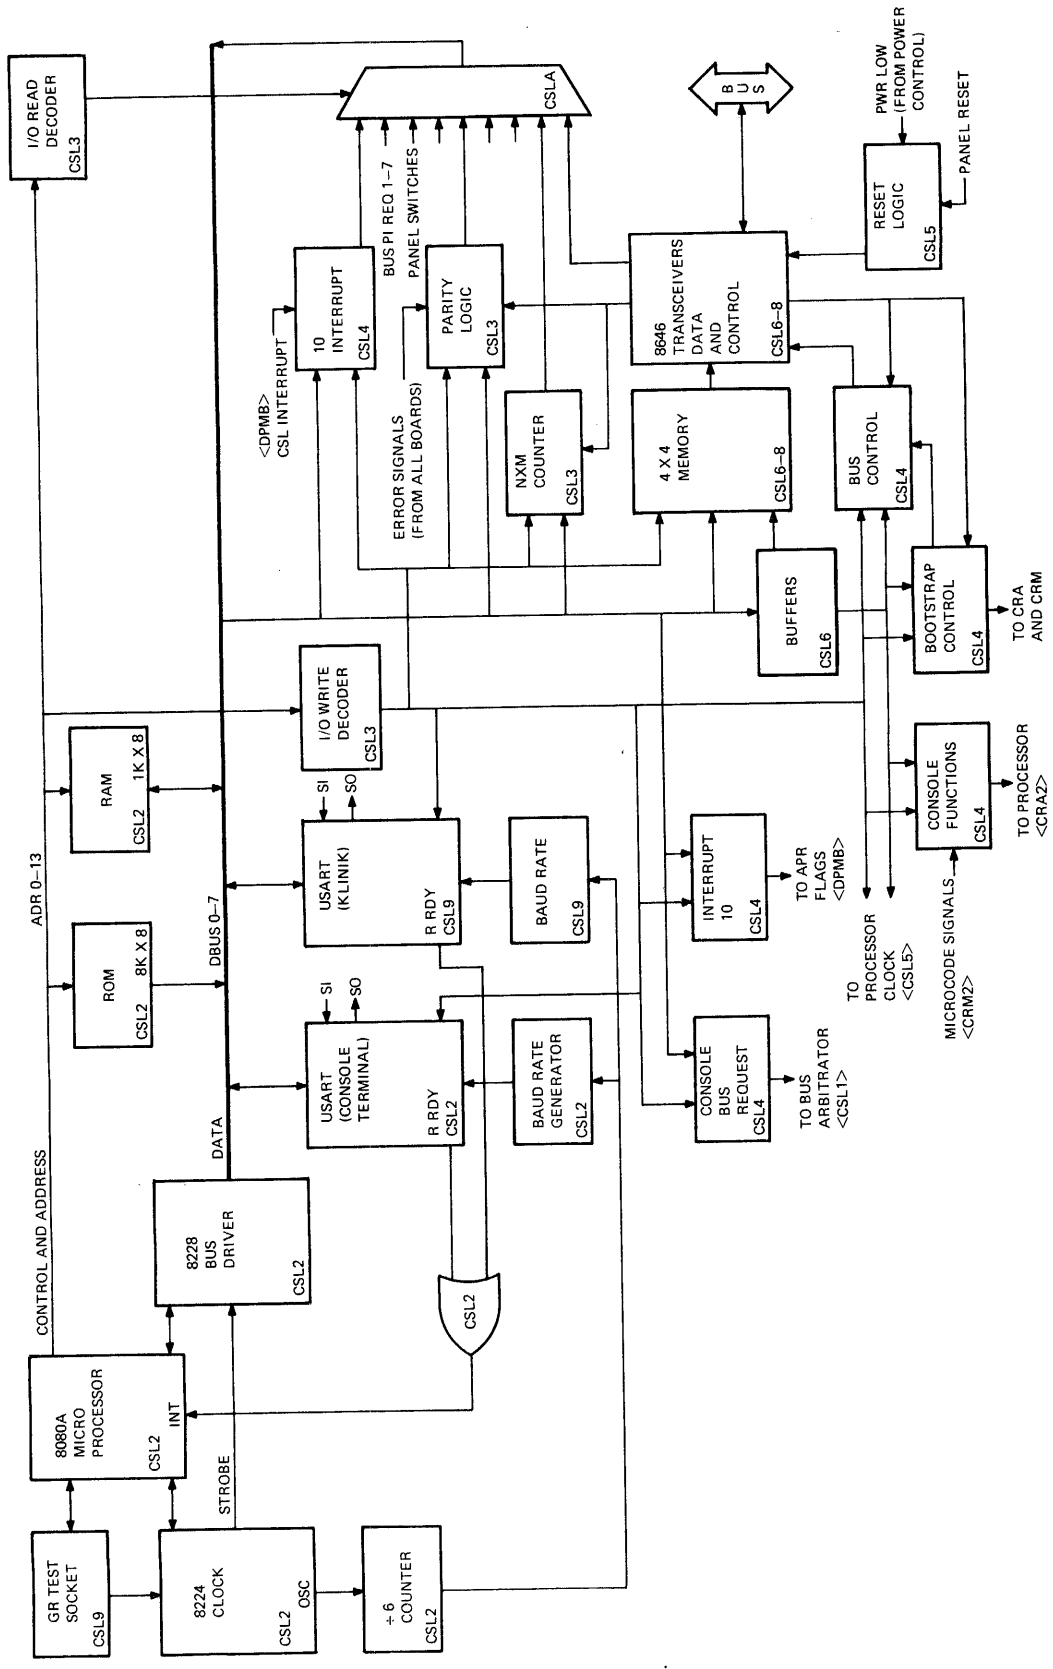 GR TEST
SOCKET
CSL9
8224
CLOCK
CSL2
OSC
÷6
COUNTER
CSL2
STROBE
8080A
MICRO
PROCESSOR
CSL2
INT
CONTROL AND ADDRESS
8228
BUS
DRIVER
CSL2
DATA
CSL2
USART
(CONSOLE
TERMINAL)
R RDY
CSL2
SI
SO
BAUD RATE
GENERATOR
CSL2
ROM
CSL2 8K X 8
ADR 0–13
DBUS 0–7
USART
(KLINIK)
R RDY
CSL9
SI
SO
BAUD RATE
CSL9
RAM
CSL2 1K X 8
I/O WRITE
DECODER
CSL3
CONSOLE
BUS
REQUEST
CSL4
TO BUS
ARBITRATOR
<CSL1>
INTERRUPT
10
CSL4
TO APR
FLAGS
<DPMB>
TO
PROCESSOR
CLOCK
<CSL5>
MICROCODE SIGNALS
<CRM2>
CONSOLE
FUNCTIONS
CSL4
TO PROCESSOR
<CRA2>
BUFFERS
CSL6
BOOTSTRAP
CONTROL
CSL4
TO CRA
AND CRM
<DPMB>
CSL INTERRUPT
10
INTERRUPT
CSL4
ERROR SIGNALS
(FROM ALL BOARDS)
PARITY
LOGIC
CSL3
NXM
COUNTER
CSL3
4 X 4
MEMORY
CSL6–8
BUS
CONTROL
CSL4
8646
TRANSCEIVERS
DATA
AND
CONTROL
CSL6–8
BUS PI REQ 1–7
PANEL SWITCHES
I/O READ
DECODER
CSL3
CSLA
BUS
RESET
LOGIC
CSL5
PWR LOW
(FROM POWER
CONTROL)
PANEL RESET